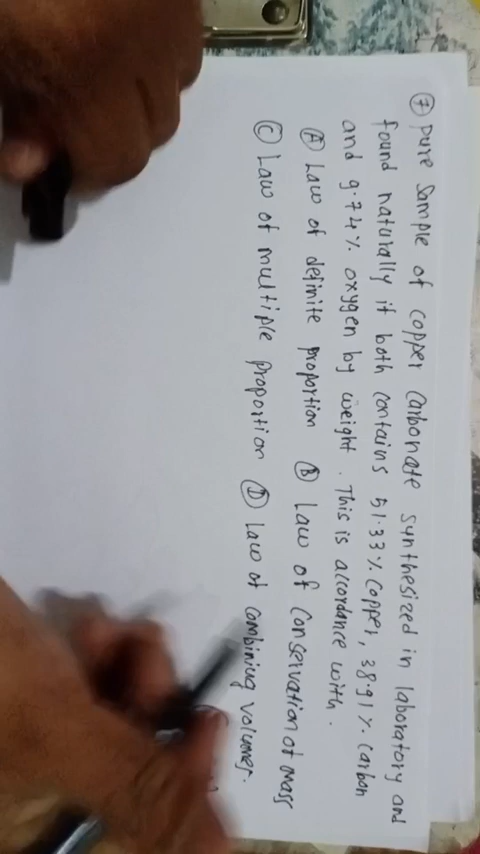 ⑦ pure sample of copper carbonate synthesized in laboratory and
found naturally if both contains 51.33% copper, 38.91% carbon
and 9.74% oxygen by weight. This is accordance with.
Ⓐ Law of definite proportion Ⓑ Law of conservation of mass
Ⓒ Law of multiple proportion Ⓓ Law of combining volumes.